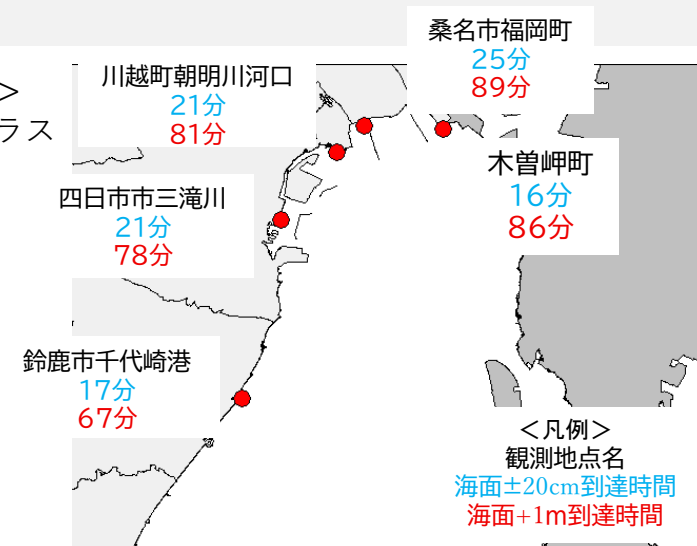 桑名市福岡町
25分
89分
川越町朝明川河口
21分
81分
>
ラス
木曽岬町
16分
86分
四日市市三滝川
21分
78分
鈴鹿市千代崎港
17分
67分
＜凡例＞
観測地点名
海面±20cm到達時間
海面+1m到達時間